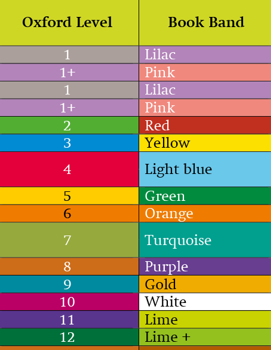 Oxford Level Book Band
1 Lilac
1+ Pink
1 Lilac
1+ Pink
2 Red
3 Yellow
4 Light blue
5 Green
6 Orange
7 Turquoise
8 Purple
9 Gold
10 White
11 Lime
12 Lime +